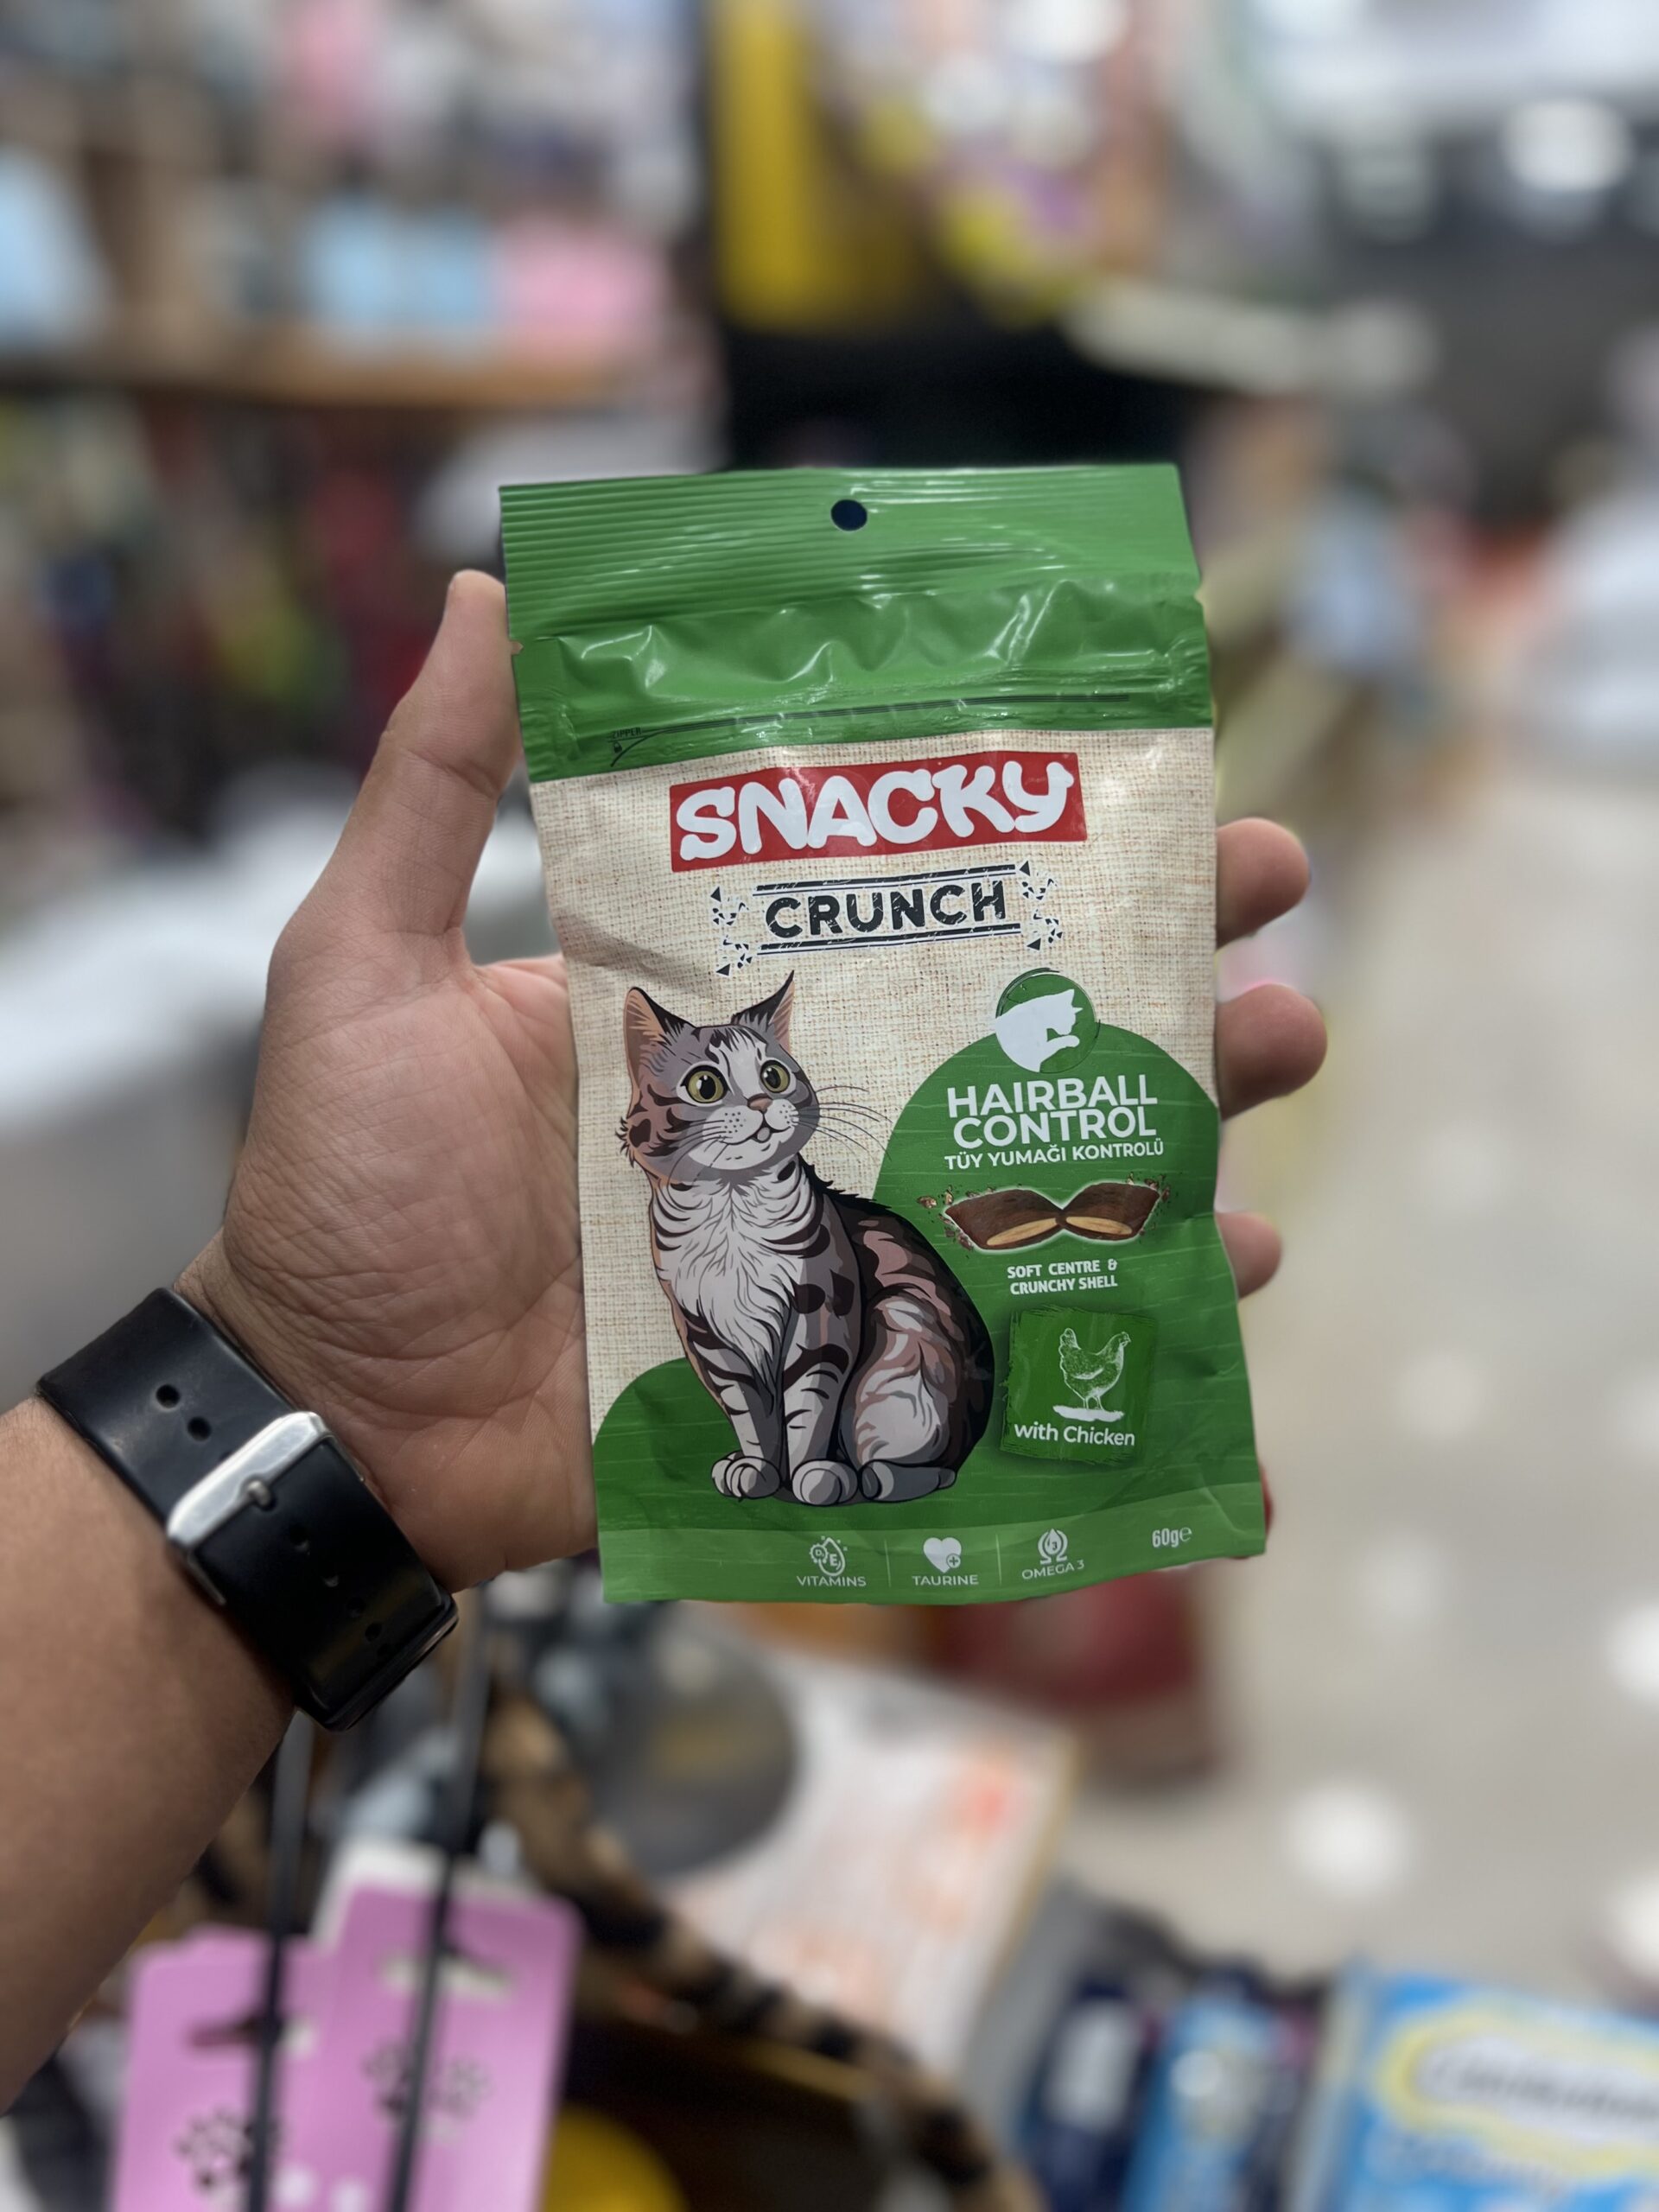 ZIPPER
SNACKY
CRUNCH
HAIRBALL
CONTROL
TÜY YUMAĞI KONTROLÜ
SOFT CENTRE &
CRUNCHY SHELL
with Chicken
VITAMINS
TAURINE
OMEGA 3
60g℮